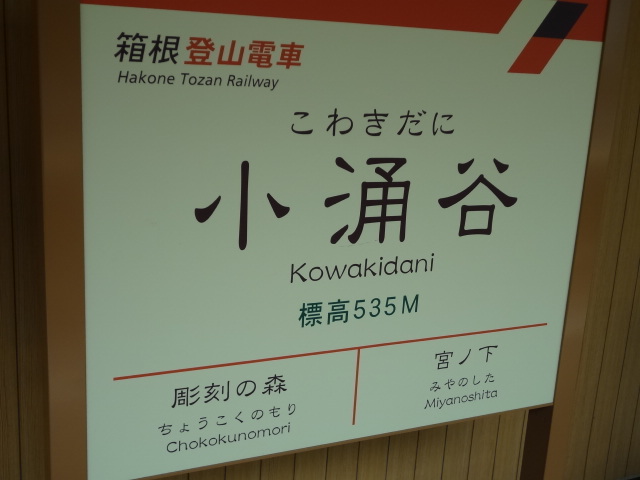 箱根登山電車
Hakone Tozan Railway
こわきだに
小涌谷
Kowakidani
標高535M
彫刻の森
ちょうこくのもり
Chokokunomori
宮ノ下
みやのした
Miyanoshita